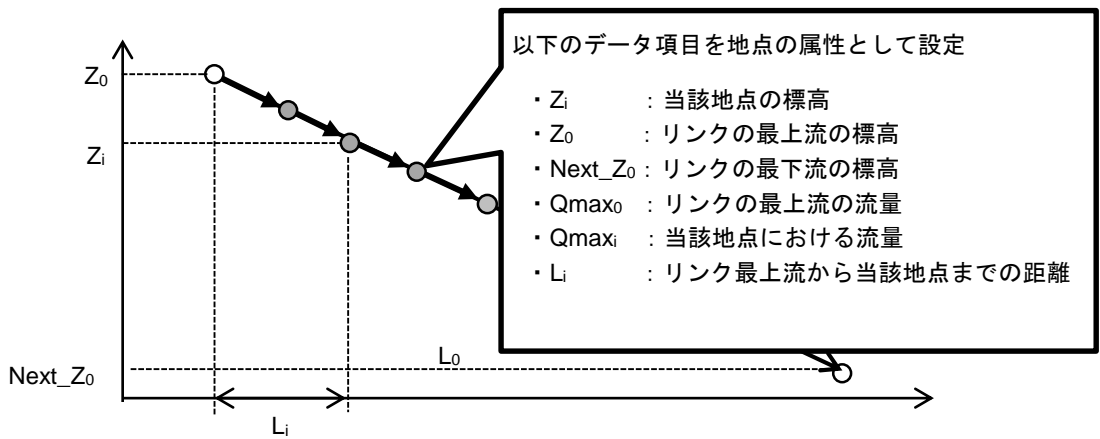 以下のデータ項目を地点の属性として設定
・Zi ：当該地点の標高
・Z0 ：リンクの最上流の標高
・Next_Z0：リンクの最下流の標高
・Qmax0 ：リンクの最上流の流量
・Qmaxi ：当該地点における流量
・Li ：リンク最上流から当該地点までの距離
Z0
Zi
L0
Next_Z0
Li